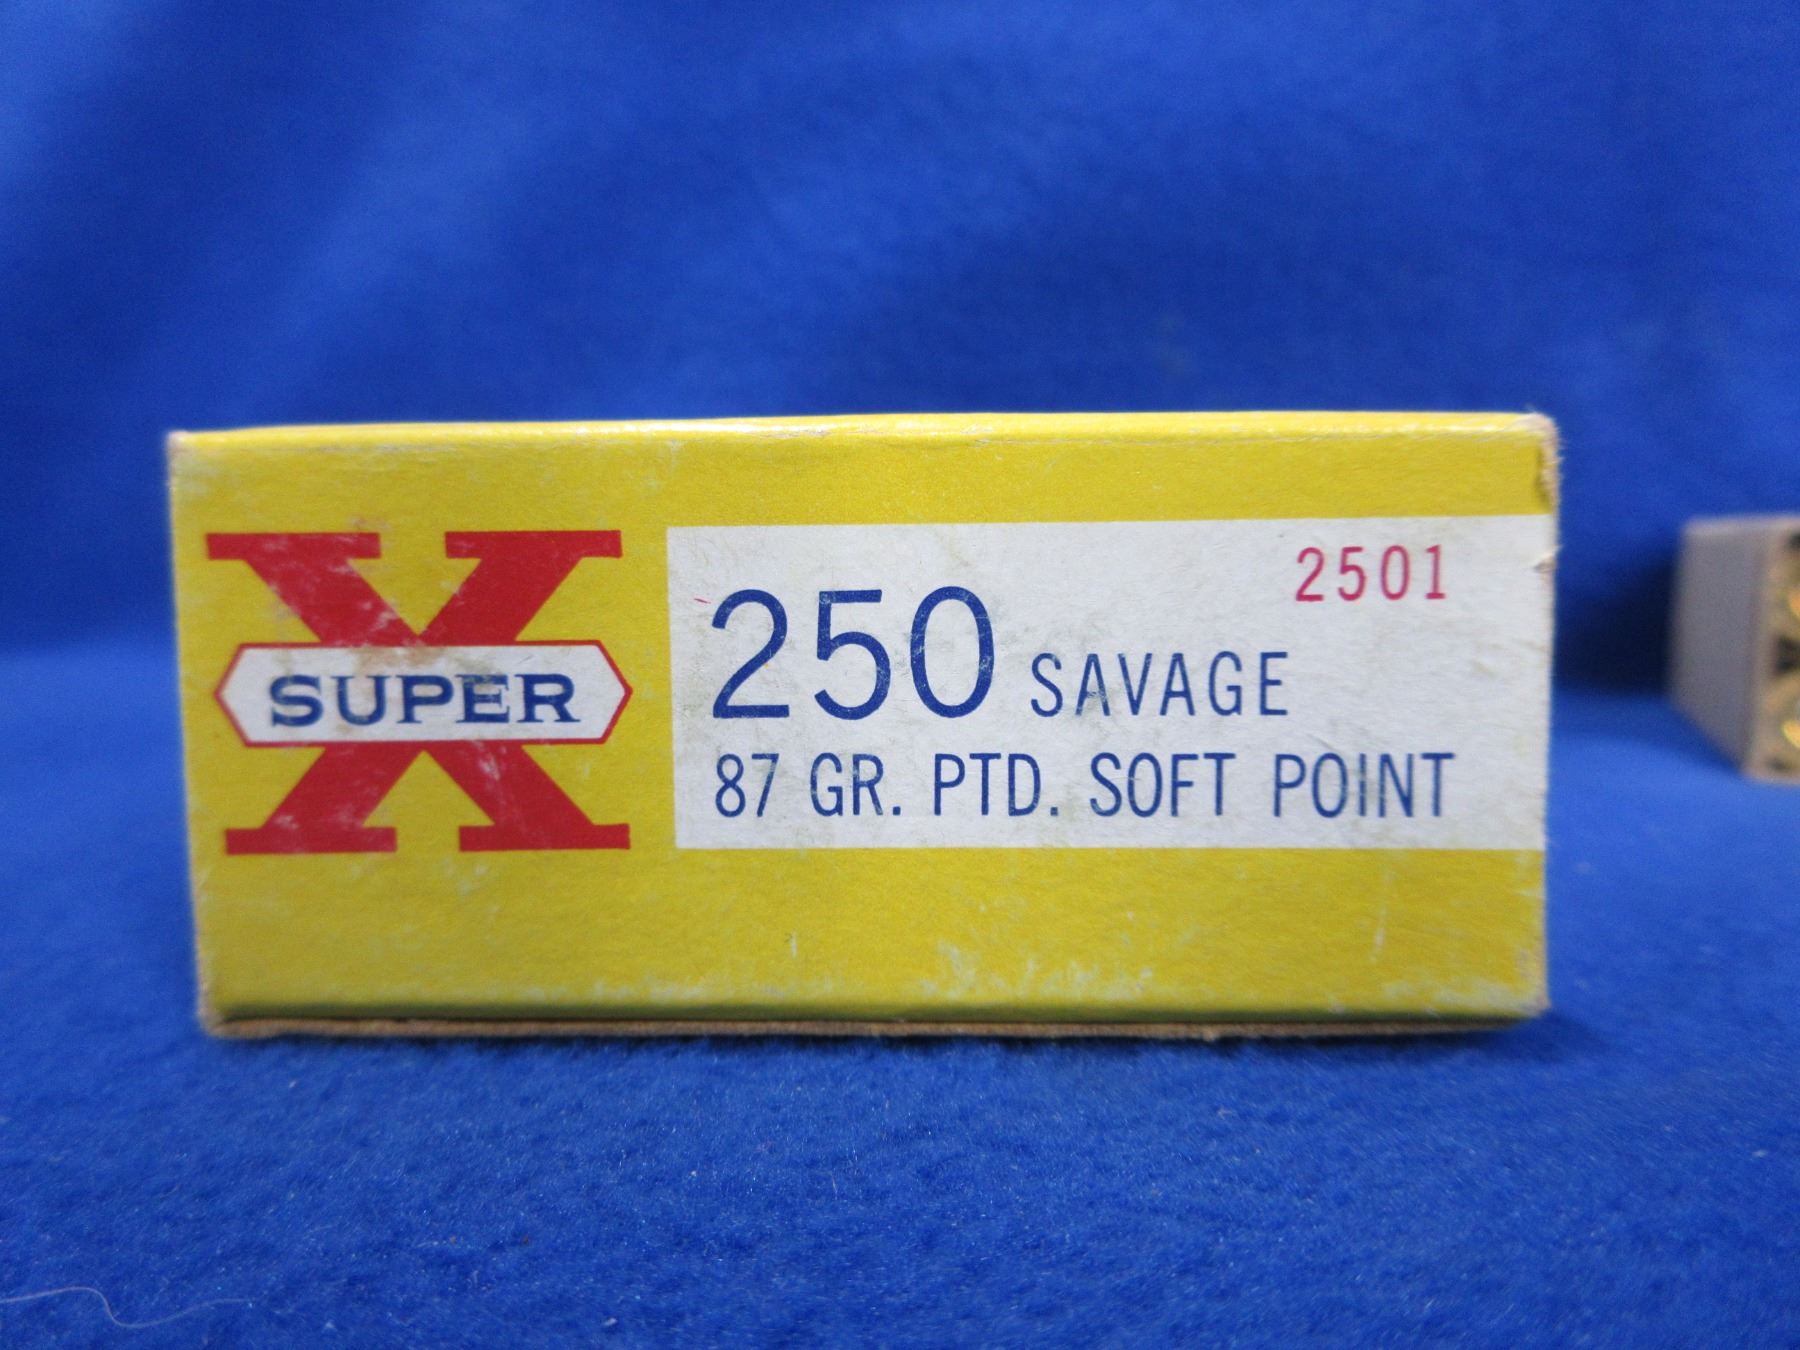 X
SUPER
2501
250 SAVAGE
87 GR. PTD. SOFT POINT